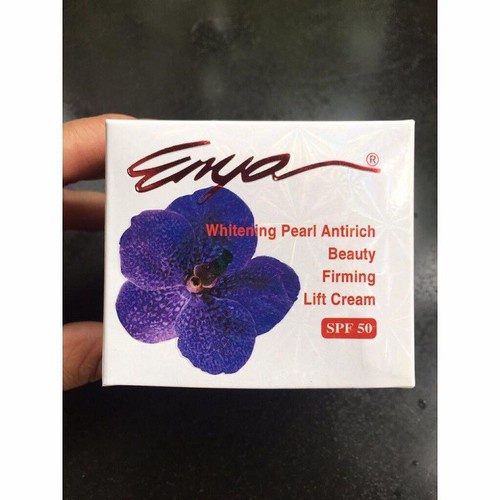 Enya ®
Whitening Pearl Antirich
Beauty
Firming
Lift Cream
SPF 50